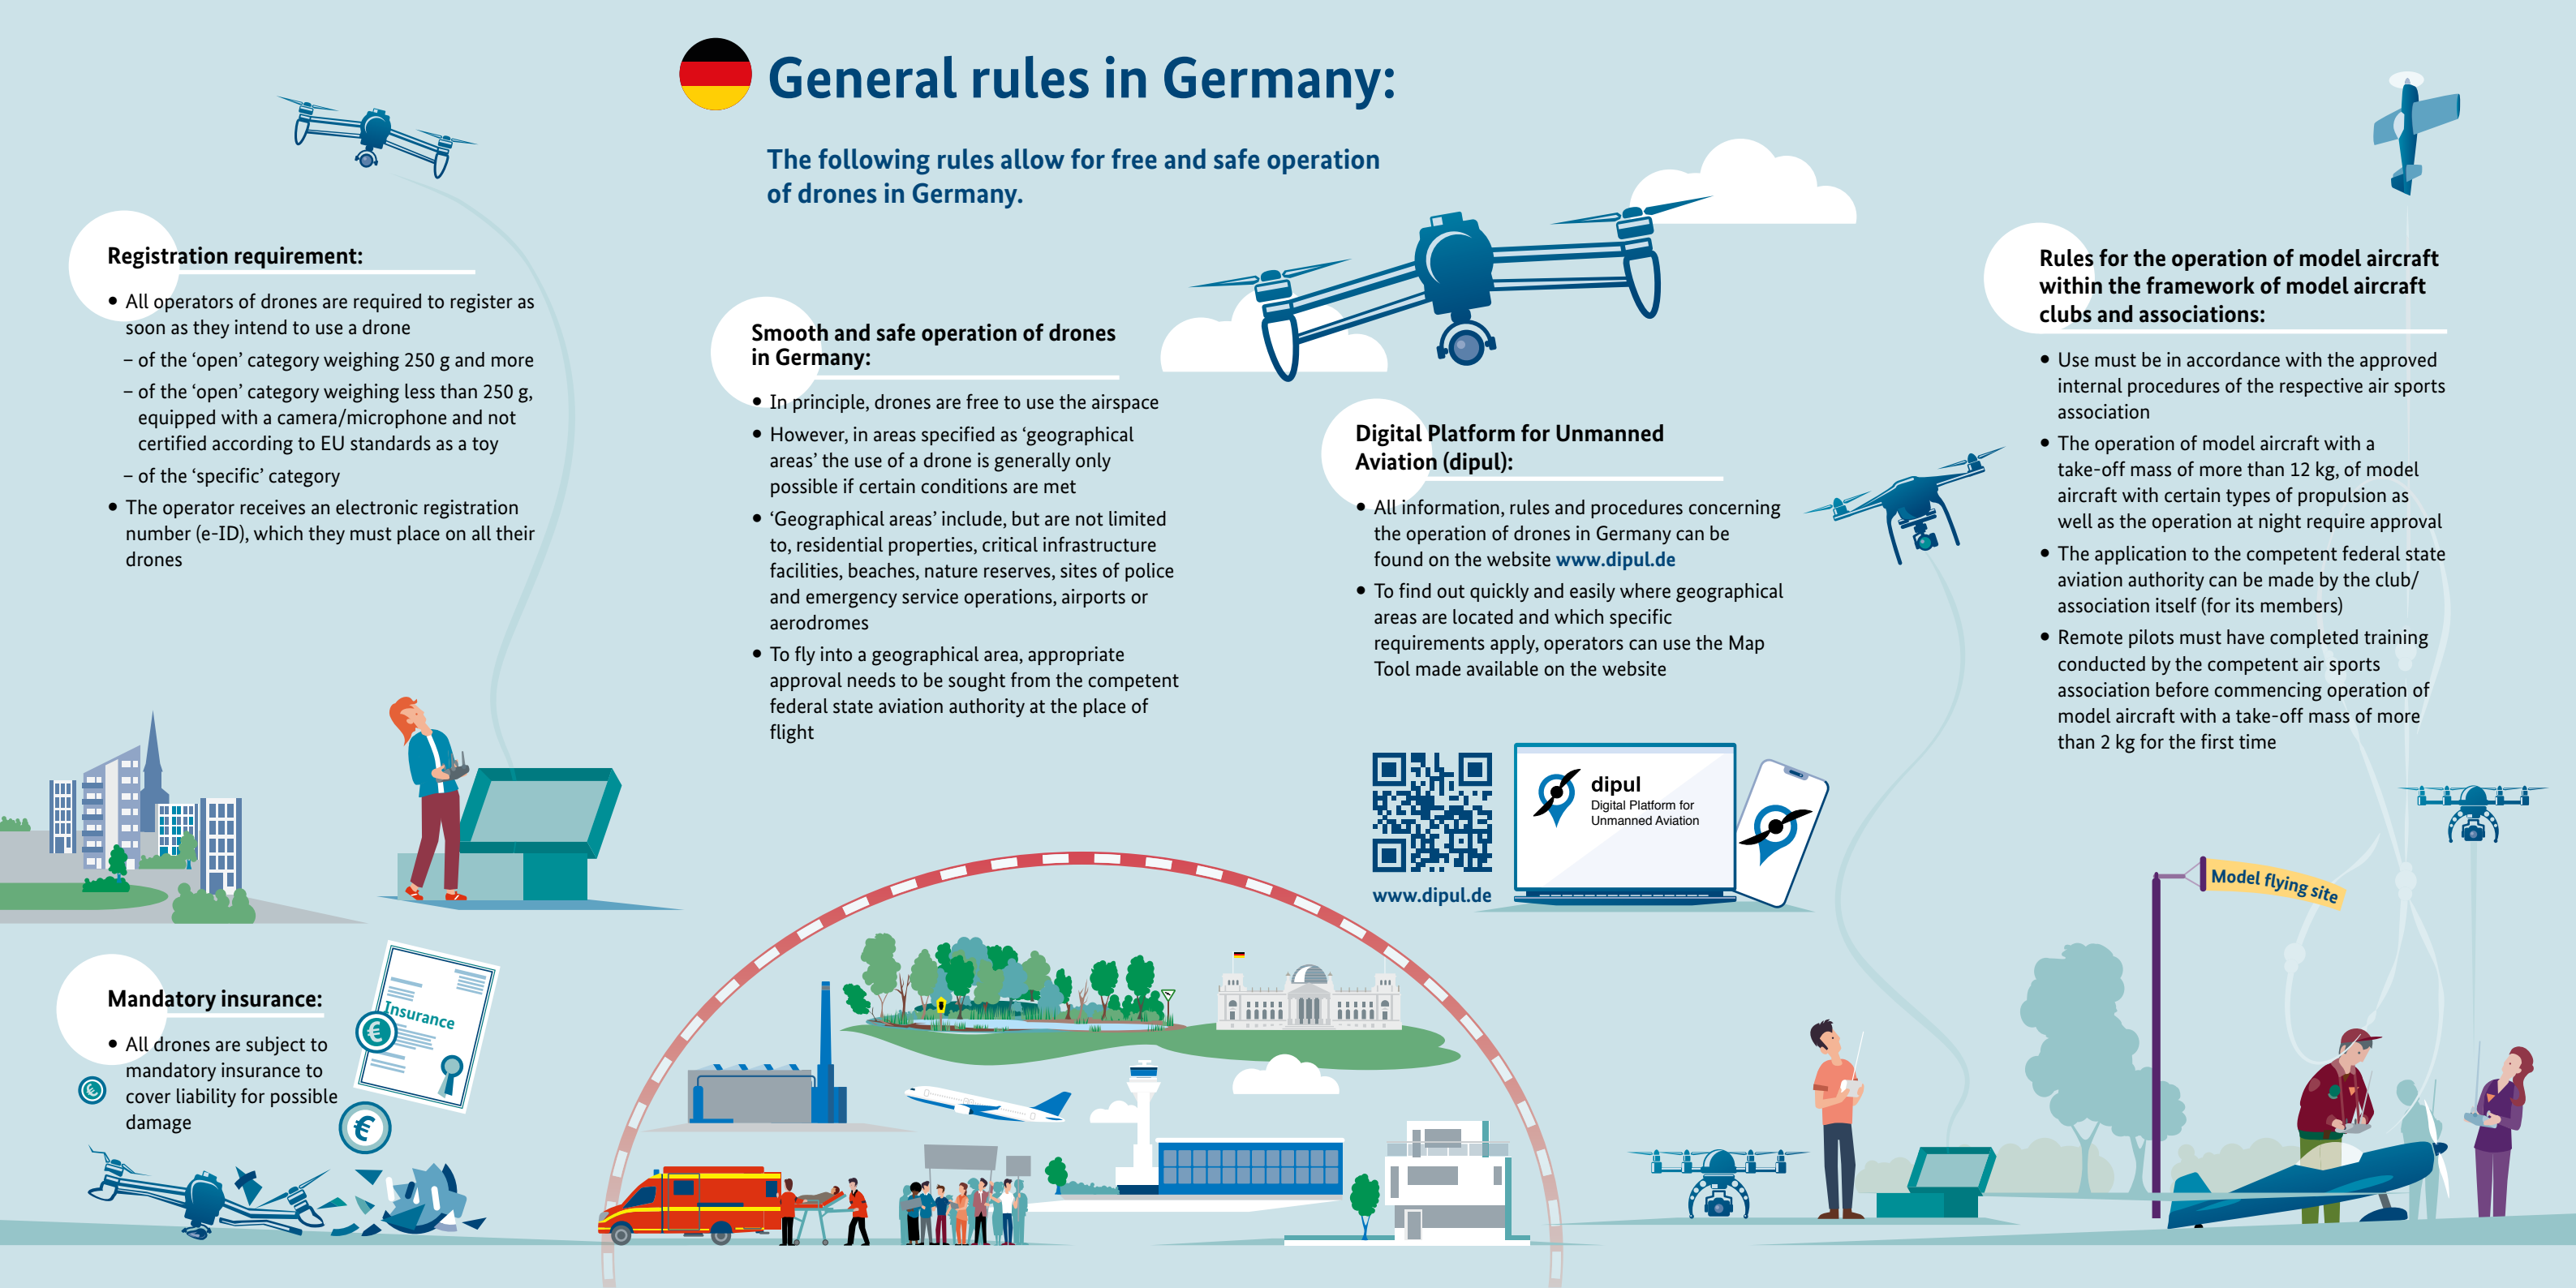 General rules in Germany:
The following rules allow for free and safe operation
of drones in Germany.
Registration requirement:
• All operators of drones are required to register as
soon as they intend to use a drone
– of the ‘open’ category weighing 250 g and more
– of the ‘open’ category weighing less than 250 g,
equipped with a camera/microphone and not
certified according to EU standards as a toy
– of the ‘specific’ category
• The operator receives an electronic registration
number (e-ID), which they must place on all their
drones
Mandatory insurance:
• All drones are subject to
mandatory insurance to
cover liability for possible
damage
Insurance
€
€
€
Smooth and safe operation of drones
in Germany:
• In principle, drones are free to use the airspace
• However, in areas specified as ‘geographical
areas’ the use of a drone is generally only
possible if certain conditions are met
• ‘Geographical areas’ include, but are not limited
to, residential properties, critical infrastructure
facilities, beaches, nature reserves, sites of police
and emergency service operations, airports or
aerodromes
• To fly into a geographical area, appropriate
approval needs to be sought from the competent
federal state aviation authority at the place of
flight
Digital Platform for Unmanned
Aviation (dipul):
• All information, rules and procedures concerning
the operation of drones in Germany can be
found on the website www.dipul.de
• To find out quickly and easily where geographical
areas are located and which specific
requirements apply, operators can use the Map
Tool made available on the website
www.dipul.de
dipul
Digital Platform for
Unmanned Aviation
Rules for the operation of model aircraft
within the framework of model aircraft
clubs and associations:
• Use must be in accordance with the approved
internal procedures of the respective air sports
association
• The operation of model aircraft with a
take-off mass of more than 12 kg, of model
aircraft with certain types of propulsion as
well as the operation at night require approval
• The application to the competent federal state
aviation authority can be made by the club/
association itself (for its members)
• Remote pilots must have completed training
conducted by the competent air sports
association before commencing operation of
model aircraft with a take-off mass of more
than 2 kg for the first time
Model flying site